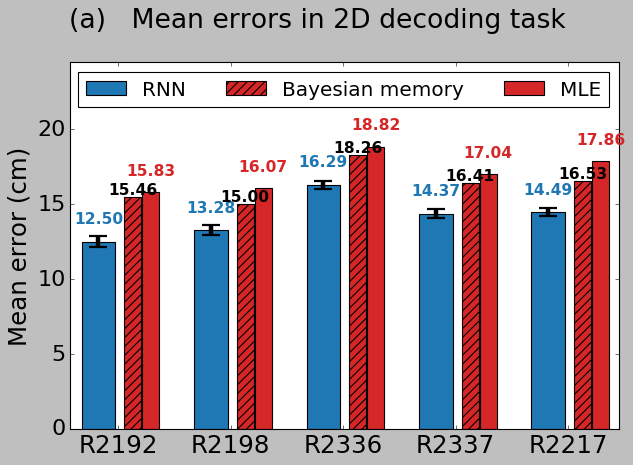 (a) Mean errors in 2D decoding task
RNN Bayesian memory MLE
Mean error (cm)
20
15
10
5
0
12.50 15.46 15.83
13.28 15.00 16.07
16.29 18.26 18.82
14.37 16.41 17.04
14.49 16.53 17.86
R2192 R2198 R2336 R2337 R2217